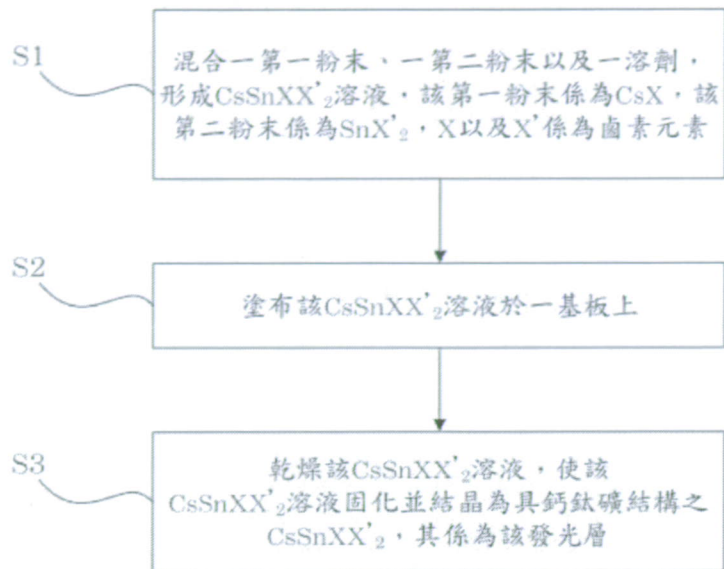 S1
混合一第一粉末、一第二粉末以及一溶劑，
形成CsSnXX’₂溶液，該第一粉末係為CsX，該
第二粉末係為SnX’₂，X以及X’係為鹵素元素
S2
塗布該CsSnXX’₂溶液於一基板上
S3
乾燥該CsSnXX’₂溶液，使該
CsSnXX’₂溶液固化並結晶為具鈣鈦礦結構之
CsSnXX’₂，其係為該發光層